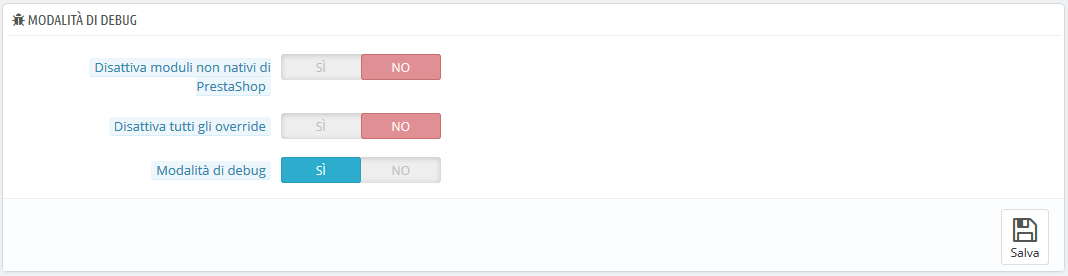 MODALITÀ DI DEBUG
Disattiva moduli non nativi di
PrestaShop
SÌ NO
Disattiva tutti gli override
SÌ NO
Modalità di debug
SÌ NO
Salva